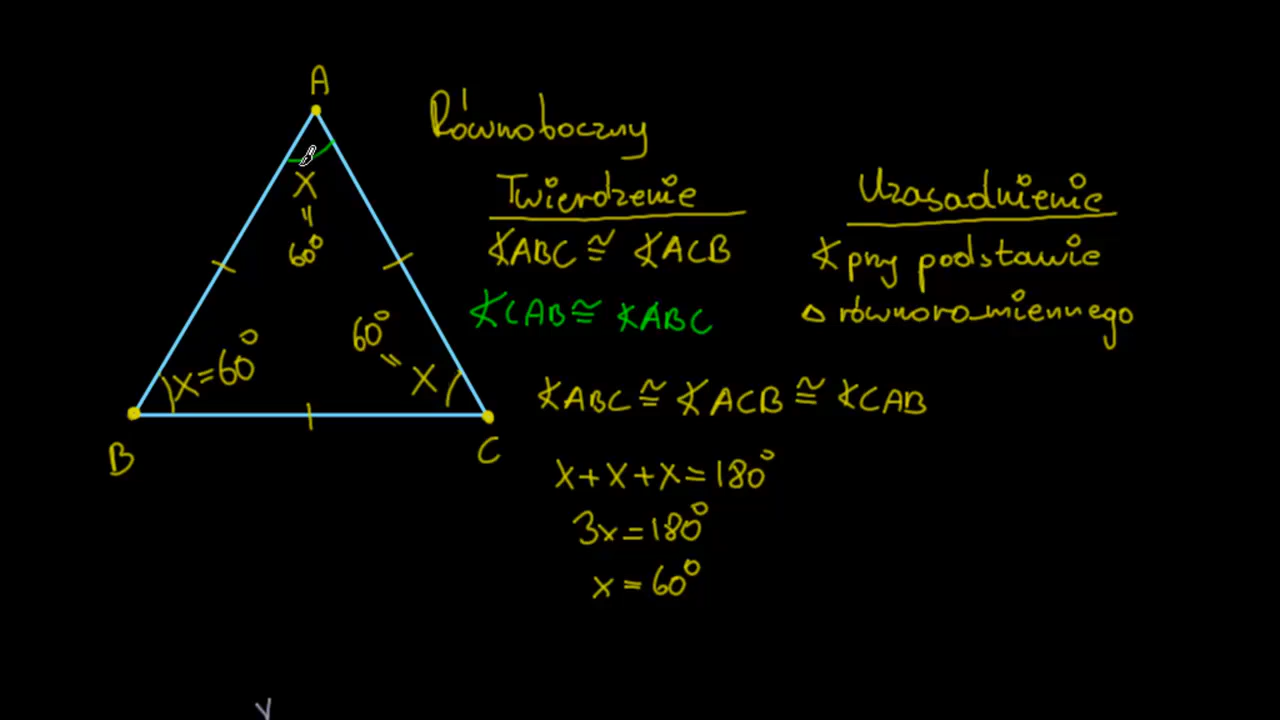 A
Równoboczny
Twierdzenie
Uzasadnienie
X
=
60°
∢ABC ≅ ∢ACB
∢ przy podstawie
∢CAB ≅ ∢ABC
△ równoramiennego
60°
=
X
X=60°
∢ABC ≅ ∢ACB ≅ ∢CAB
B
C
X+X+X=180°
3x=180°
x=60°